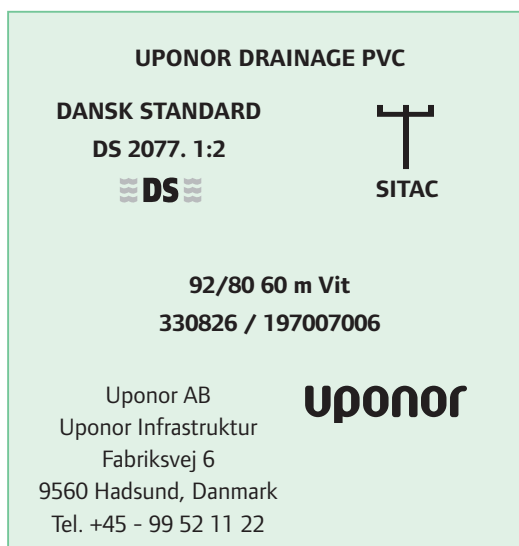 UPONOR DRAINAGE PVC
DANSK STANDARD
DS 2077. 1:2
DS
SITAC
92/80 60 m Vit
330826 / 197007006
Uponor AB
Uponor Infrastruktur
Fabriksvej 6
9560 Hadsund, Danmark
Tel. +45 - 99 52 11 22
uponor